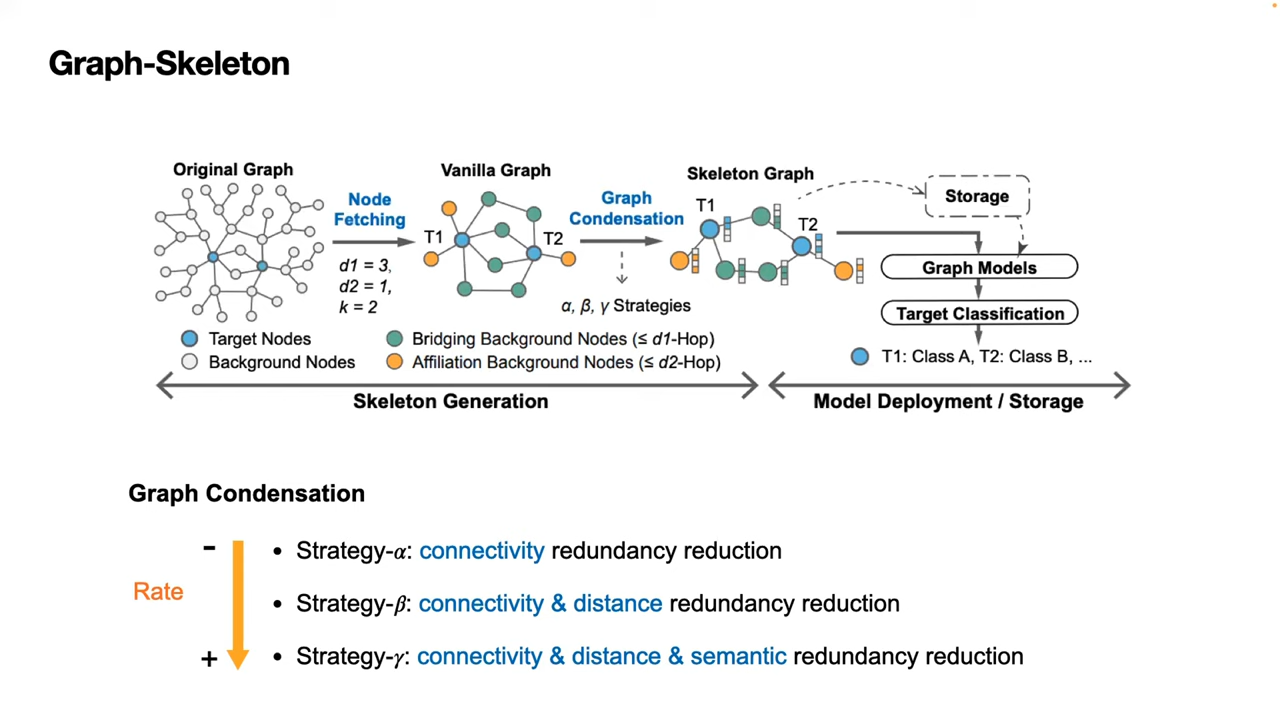 Graph-Skeleton
Original Graph
Node
Fetching
d1 = 3,
d2 = 1,
k = 2
Vanilla Graph
T1
T2
Graph
Condensation
α, β, γ Strategies
Skeleton Graph
T1
T2
Storage
Graph Models
Target Classification
T1: Class A, T2: Class B, ...
Target Nodes
Background Nodes
Bridging Background Nodes (≤ d1-Hop)
Affiliation Background Nodes (≤ d2-Hop)
Skeleton Generation
Model Deployment / Storage
Graph Condensation
-
Rate
+
• Strategy-α: connectivity redundancy reduction
• Strategy-β: connectivity & distance redundancy reduction
• Strategy-γ: connectivity & distance & semantic redundancy reduction